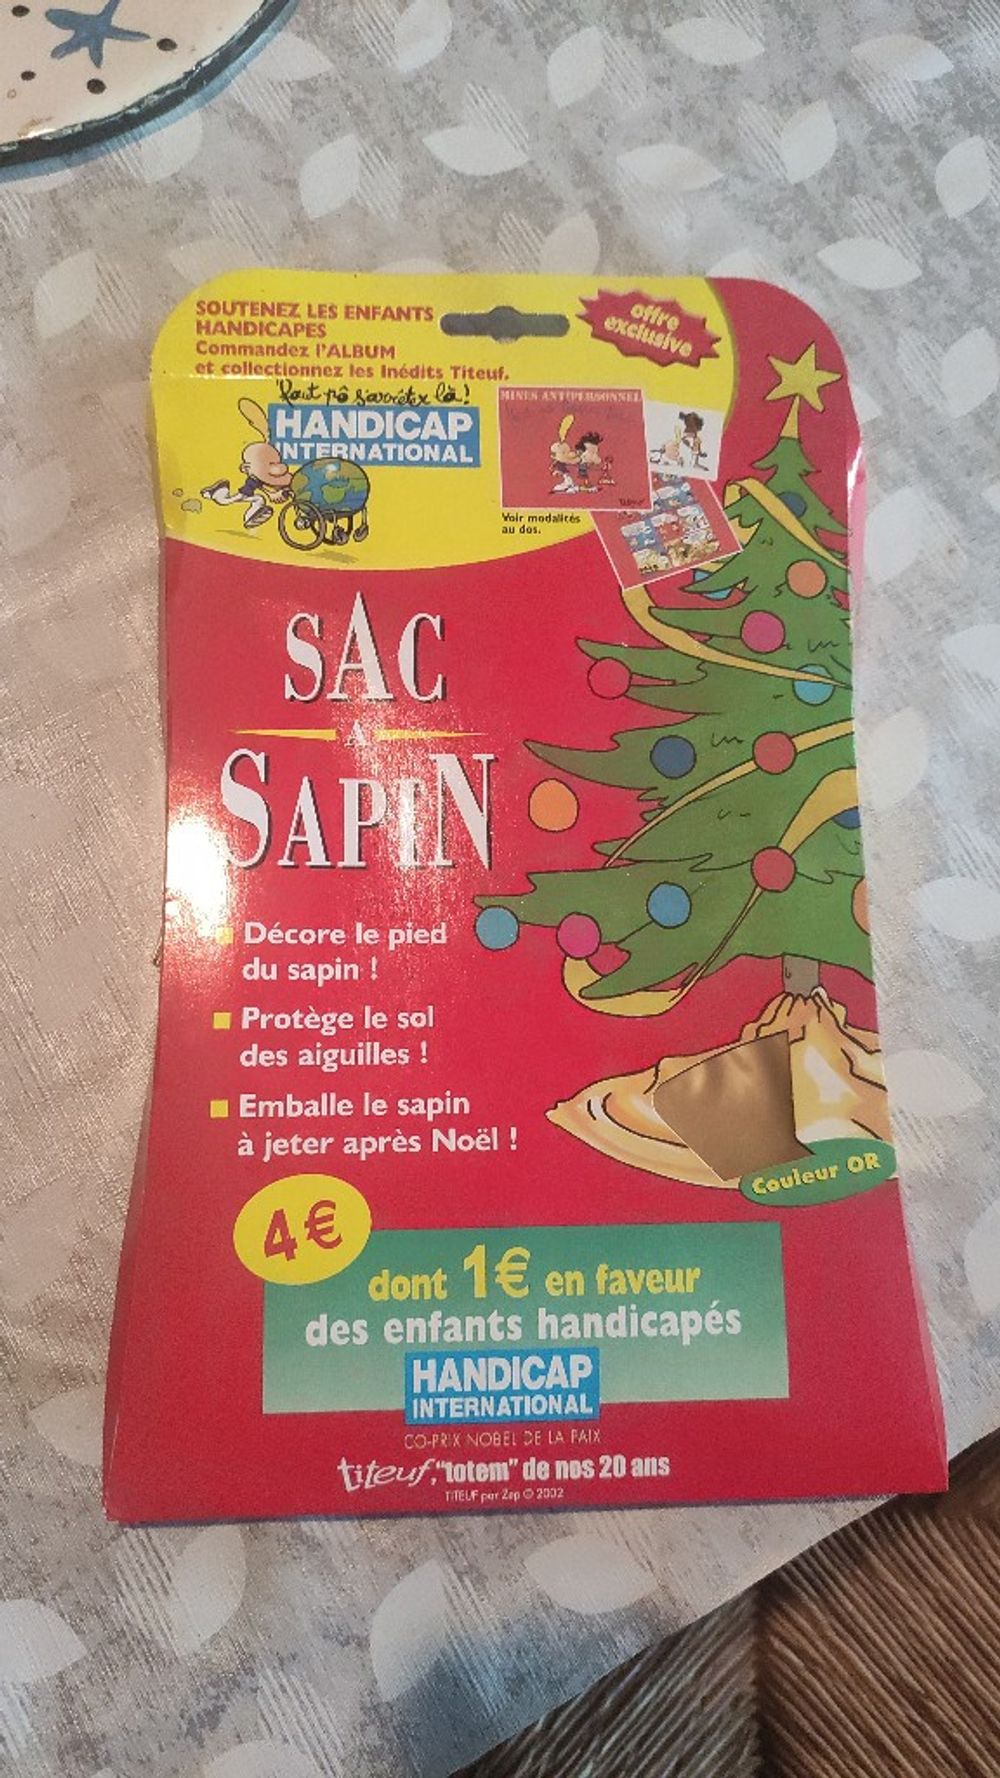 SOUTENEZ LES ENFANTS
HANDICAPES
Commandez l'ALBUM
et collectionnez les Inédits Titeuf.
offre
exclusive
HANDICAP
INTERNATIONAL
MINES ANTIPERSONNEL
Voir modalités
au dos.
SAC
A
SAPIN
Décore le pied
du sapin !
Protège le sol
des aiguilles !
Emballe le sapin
à jeter après Noël !
Couleur OR
4€
dont 1€ en faveur
des enfants handicapés
HANDICAP
INTERNATIONAL
CO-PRIX NOBEL DE LA PAIX
titeuf, "totem" de nos 20 ans
TITEUF par Zep © 2002